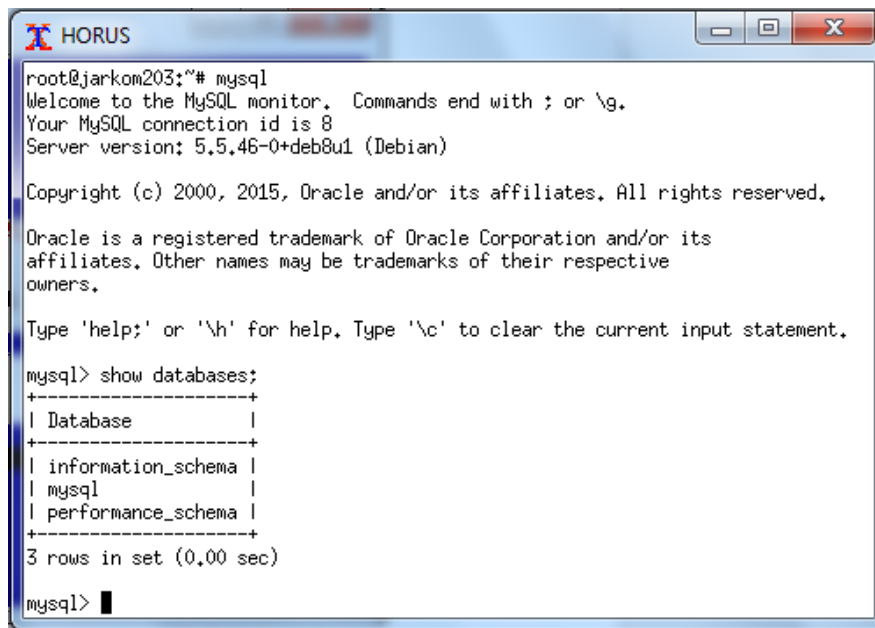 HORUS
root@jarkom203:~# mysql
Welcome to the MySQL monitor.  Commands end with ; or \g.
Your MySQL connection id is 8
Server version: 5.5.46-0+deb8u1 (Debian)
Copyright (c) 2000, 2015, Oracle and/or its affiliates. All rights reserved.
Oracle is a registered trademark of Oracle Corporation and/or its
affiliates. Other names may be trademarks of their respective
owners.
Type 'help;' or '\h' for help. Type '\c' to clear the current input statement.
mysql> show databases;
+--------------------+
| Database           |
+--------------------+
| information_schema |
| mysql              |
| performance_schema |
+--------------------+
3 rows in set (0.00 sec)
mysql>